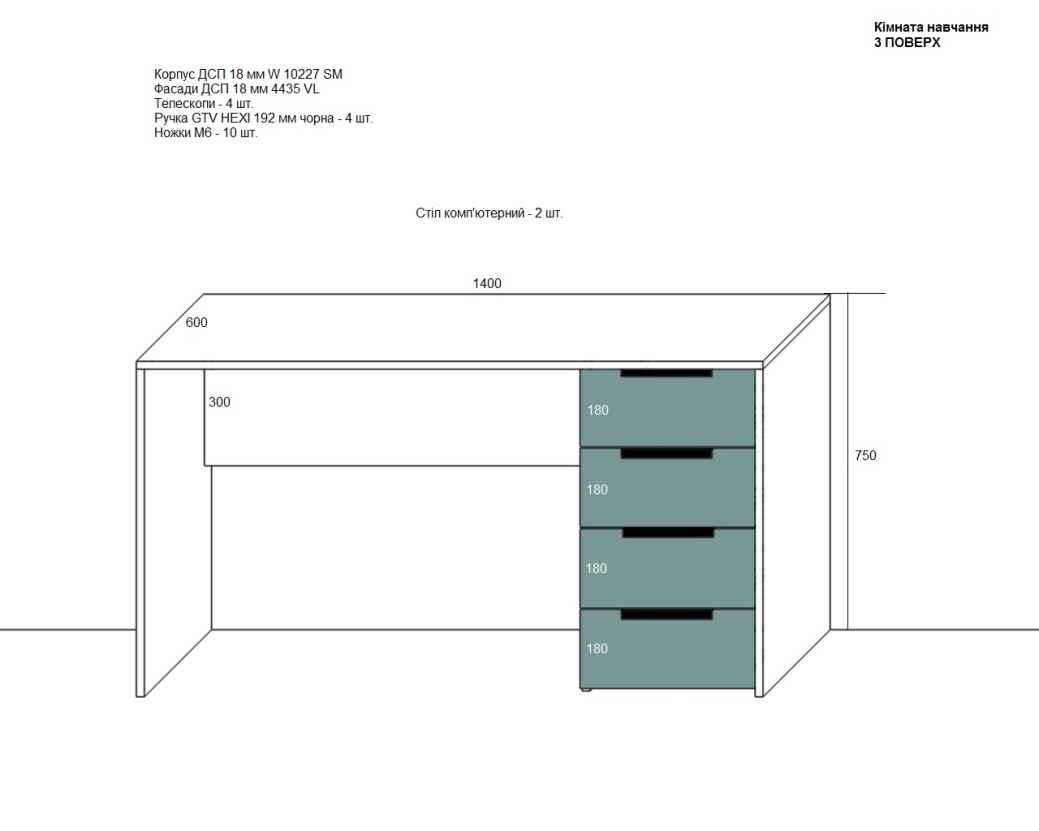 Кімната навчання
3 ПОВЕРХ
Корпус ДСП 18 мм W 10227 SM
Фасади ДСП 18 мм 4435 VL
Телескопи - 4 шт.
Ручка GTV HEXI 192 мм чорна - 4 шт.
Ножки М6 - 10 шт.
Стіл комп'ютерний - 2 шт.
1400
600
300
180
750
180
180
180